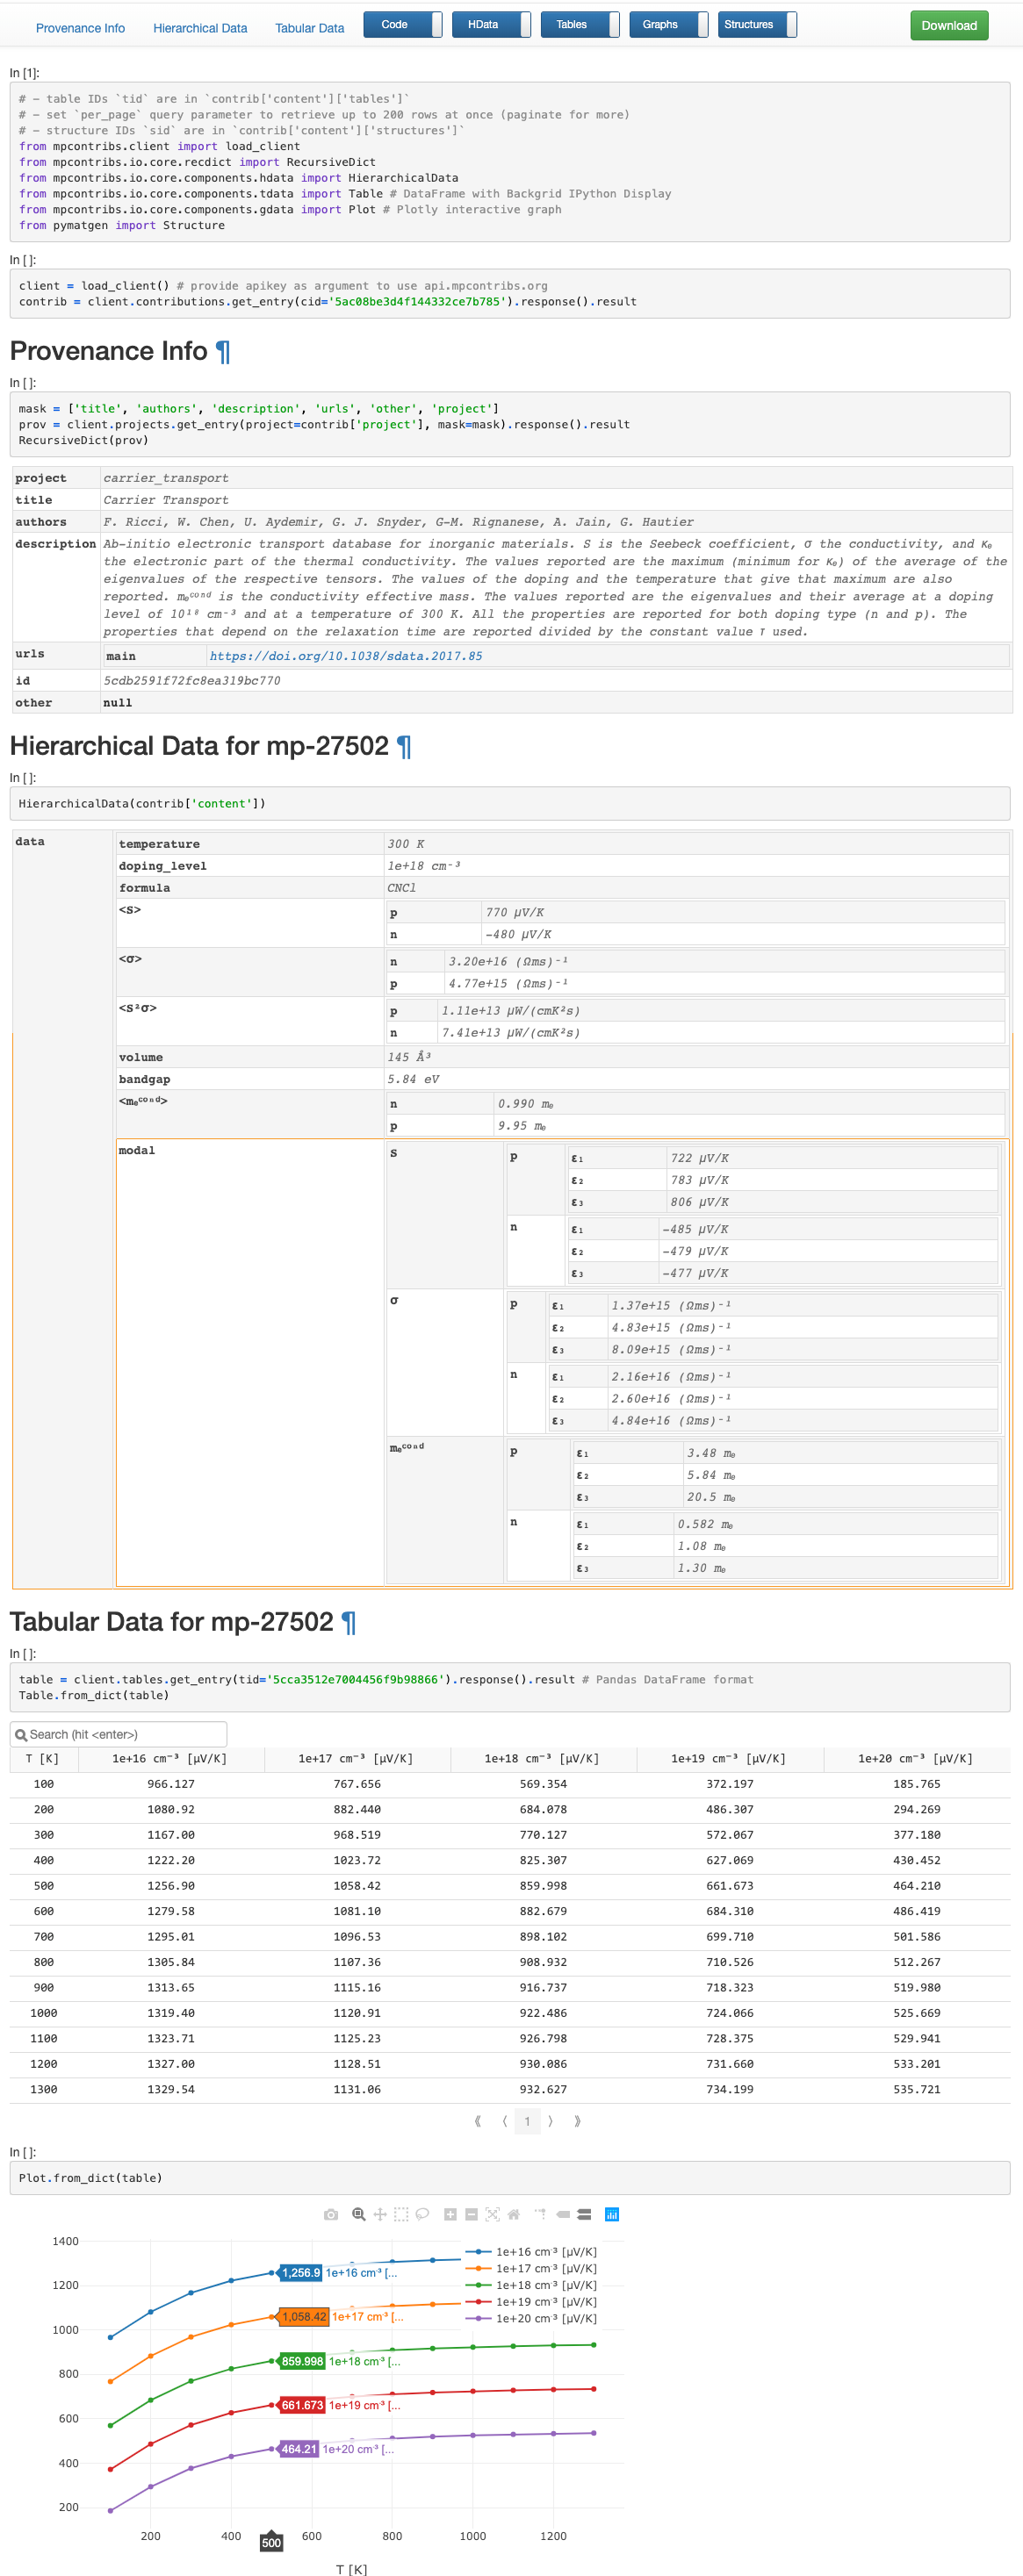 Provenance Info Hierarchical Data Tabular Data Code HData Tables Graphs Structures Download
In [1]:
# - table IDs `tid` are in `contrib['content']['tables']`
# - set `per_page` query parameter to retrieve up to 200 rows at once (paginate for more)
# - structure IDs `sid` are in `contrib['content']['structures']`
from mpcontribs.client import load_client
from mpcontribs.io.core.recdict import RecursiveDict
from mpcontribs.io.core.components.hdata import HierarchicalData
from mpcontribs.io.core.components.tdata import Table # DataFrame with Backgrid IPython Display
from mpcontribs.io.core.components.gdata import Plot # Plotly interactive graph
from pymatgen import Structure
In [ ]:
client = load_client() # provide apikey as argument to use api.mpcontribs.org
contrib = client.contributions.get_entry(cid='5ac08be3d4f144332ce7b785').response().result
Provenance Info ¶
In [ ]:
mask = ['title', 'authors', 'description', 'urls', 'other', 'project']
prov = client.projects.get_entry(project=contrib['project'], mask=mask).response().result
RecursiveDict(prov)
project carrier_transport
title Carrier Transport
authors F. Ricci, W. Chen, U. Aydemir, G. J. Snyder, G-M. Rignanese, A. Jain, G. Hautier
description Ab-initio electronic transport database for inorganic materials. S is the Seebeck coefficient, σ the conductivity, and κₑ
the electronic part of the thermal conductivity. The values reported are the maximum (minimum for κₑ) of the average of the
eigenvalues of the respective tensors. The values of the doping and the temperature that give that maximum are also
reported. mₑᶜᵒⁿᵈ is the conductivity effective mass. The values reported are the eigenvalues and their average at a doping
level of 10¹⁸ cm⁻³ and at a temperature of 300 K. All the properties are reported for both doping type (n and p). The
properties that depend on the relaxation time are reported divided by the constant value τ used.
urls main https://doi.org/10.1038/sdata.2017.85
id 5cdb2591f72fc8ea319bc770
other null
Hierarchical Data for mp-27502 ¶
In [ ]:
HierarchicalData(contrib['content'])
data temperature 300 K
doping_level 1e+18 cm⁻³
formula CNCl
<S> p 770 µV/K
n -480 µV/K
<σ> n 3.20e+16 (Ωms)⁻¹
p 4.77e+15 (Ωms)⁻¹
<S²σ> p 1.11e+13 µW/(cmK²s)
n 7.41e+13 µW/(cmK²s)
volume 145 Å³
bandgap 5.84 eV
<mₑᶜᵒⁿᵈ> n 0.990 mₑ
p 9.95 mₑ
modal S p ε₁ 722 µV/K
ε₂ 783 µV/K
ε₃ 806 µV/K
n ε₁ -485 µV/K
ε₂ -479 µV/K
ε₃ -477 µV/K
σ p ε₁ 1.37e+15 (Ωms)⁻¹
ε₂ 4.83e+15 (Ωms)⁻¹
ε₃ 8.09e+15 (Ωms)⁻¹
n ε₁ 2.16e+16 (Ωms)⁻¹
ε₂ 2.60e+16 (Ωms)⁻¹
ε₃ 4.84e+16 (Ωms)⁻¹
mₑᶜᵒⁿᵈ p ε₁ 3.48 mₑ
ε₂ 5.84 mₑ
ε₃ 20.5 mₑ
n ε₁ 0.582 mₑ
ε₂ 1.08 mₑ
ε₃ 1.30 mₑ
Tabular Data for mp-27502 ¶
In [ ]:
table = client.tables.get_entry(tid='5cca3512e7004456f9b98866').response().result # Pandas DataFrame format
Table.from_dict(table)
Search (hit <enter>)
T [K] 1e+16 cm⁻³ [µV/K] 1e+17 cm⁻³ [µV/K] 1e+18 cm⁻³ [µV/K] 1e+19 cm⁻³ [µV/K] 1e+20 cm⁻³ [µV/K]
100 966.127 767.656 569.354 372.197 185.765
200 1080.92 882.440 684.078 486.307 294.269
300 1167.00 968.519 770.127 572.067 377.180
400 1222.20 1023.72 825.307 627.069 430.452
500 1256.90 1058.42 859.998 661.673 464.210
600 1279.58 1081.10 882.679 684.310 486.419
700 1295.01 1096.53 898.102 699.710 501.586
800 1305.84 1107.36 908.932 710.526 512.267
900 1313.65 1115.16 916.737 718.323 519.980
1000 1319.40 1120.91 922.486 724.066 525.669
1100 1323.71 1125.23 926.798 728.375 529.941
1200 1327.00 1128.51 930.086 731.660 533.201
1300 1329.54 1131.06 932.627 734.199 535.721
《 〈 1 〉 》
In [ ]:
Plot.from_dict(table)
1400
1200
1000
800
600
400
200
1e+16 cm⁻³ [µV/K]
1e+17 cm⁻³ [µV/K]
1e+18 cm⁻³ [µV/K]
1e+19 cm⁻³ [µV/K]
1e+20 cm⁻³ [µV/K]
1,256.9 1e+16 cm⁻³ [...
1,058.42 1e+17 cm⁻³ [...
859.998 1e+18 cm⁻³ [...
661.673 1e+19 cm⁻³ [...
464.21 1e+20 cm⁻³ [...
200 400 500 600 800 1000 1200
T [K]